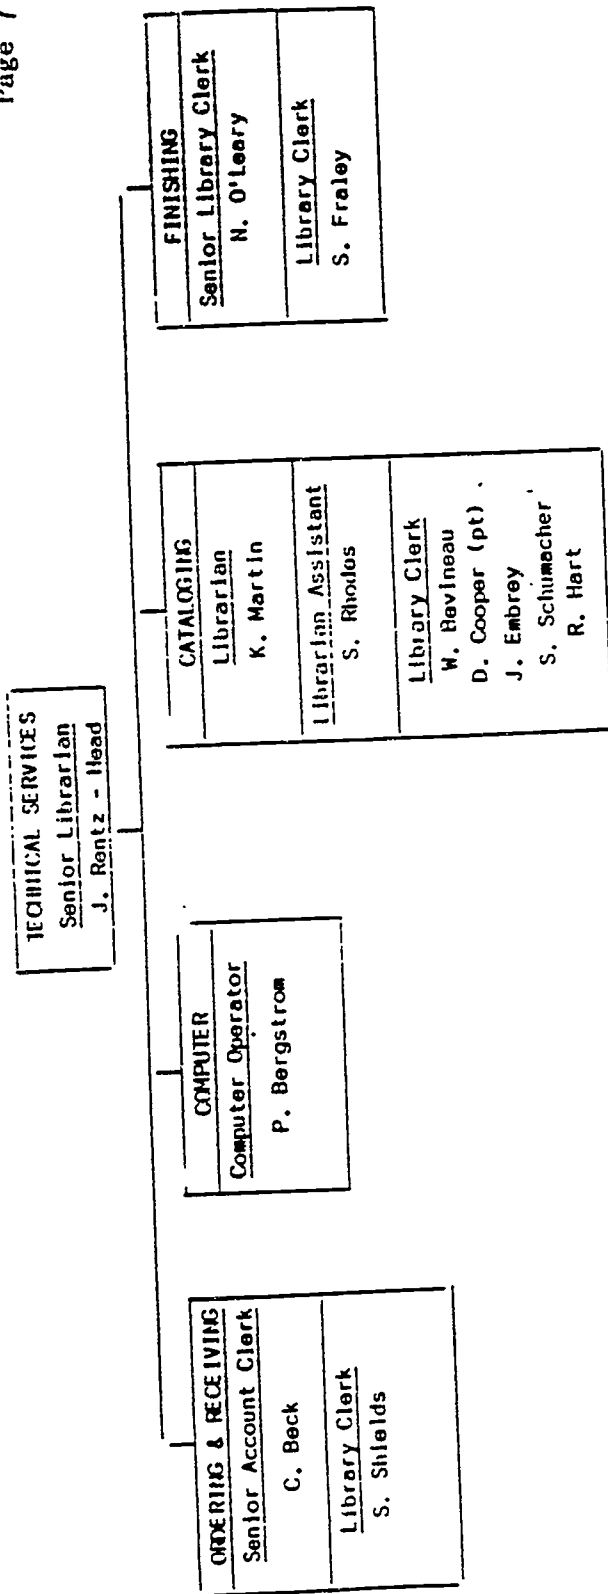 Page 7
TECHNICAL SERVICES
Senior Librarian
J. Rentz - Head
ORDERING & RECEIVING
Senior Account Clerk
C. Beck
Library Clerk
S. Shields
COMPUTER
Computer Operator
P. Bergstrom
CATALOGING
Librarian
K. Martin
Librarian Assistant
S. Rhodes
Library Clerk
W. Bevineau
D. Cooper (pt)
J. Embrey
S. Schumacher
R. Hart
FINISHING
Senior Library Clerk
N. O'Leary
Library Clerk
S. Fraley